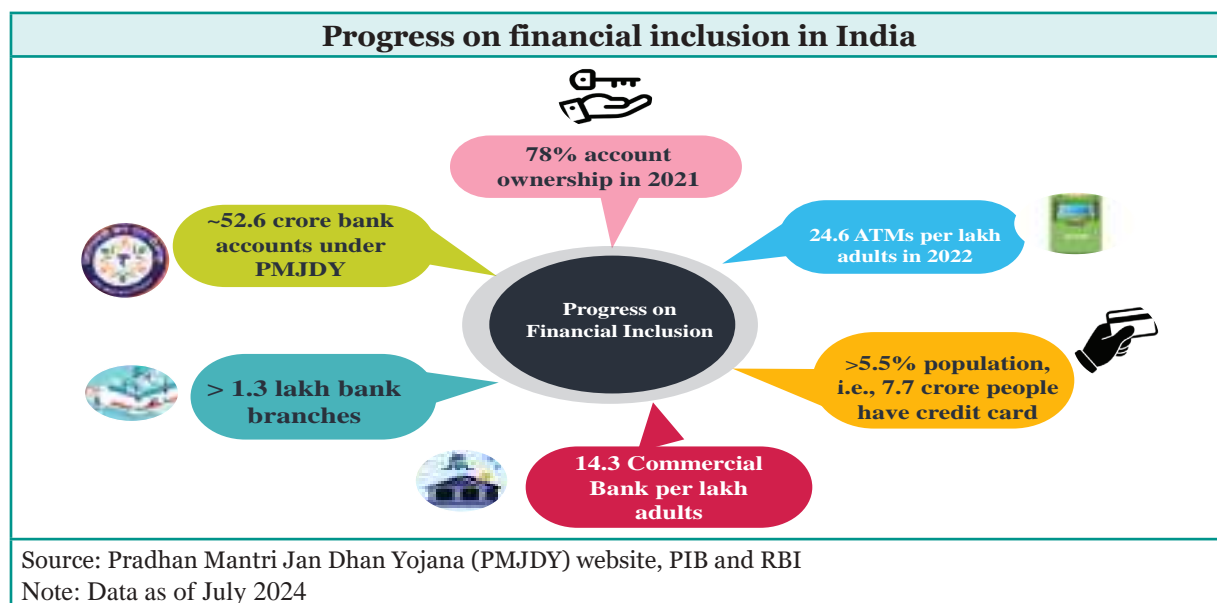 Progress on financial inclusion in India
78% account
ownership in 2021
~52.6 crore bank
accounts under
PMJDY
24.6 ATMs per lakh
adults in 2022
Progress on
Financial Inclusion
> 1.3 lakh bank
branches
>5.5% population,
i.e., 7.7 crore people
have credit card
14.3 Commercial
Bank per lakh
adults
Source: Pradhan Mantri Jan Dhan Yojana (PMJDY) website, PIB and RBI
Note: Data as of July 2024